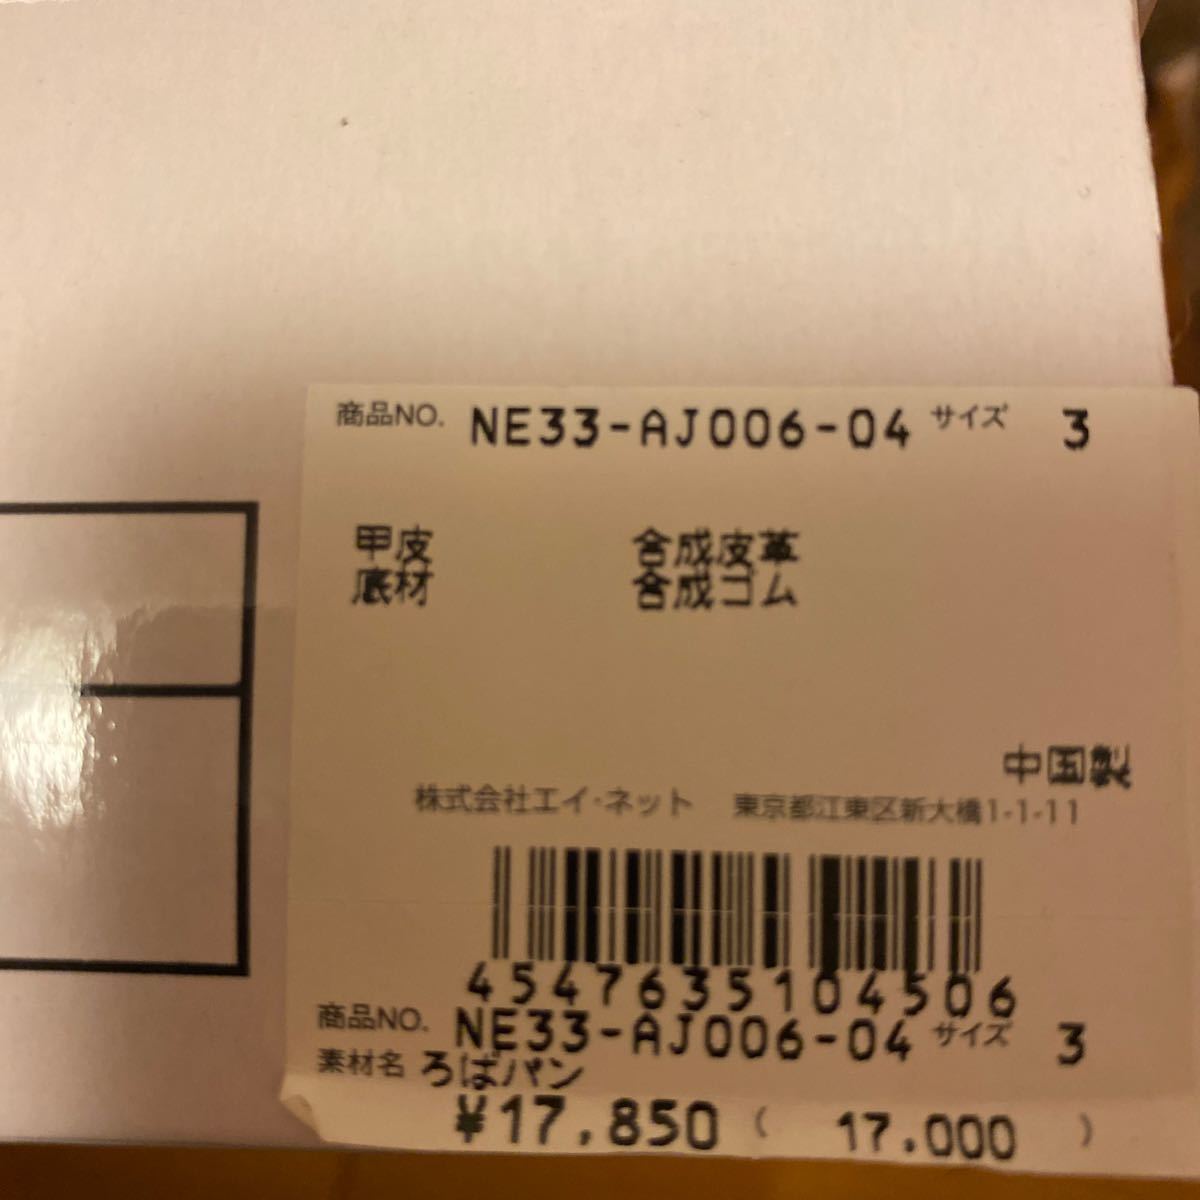 商品NO. NE33-AJ006-04 サイズ 3
甲皮 合成皮革
底材 合成ゴム
中国製
株式会社エイ・ネット 東京都江東区新大橋1-1-11
4547635104506
商品NO. NE33-AJ006-04 サイズ 3
素材名 ろばパン
¥17,850 ( 17.000 )